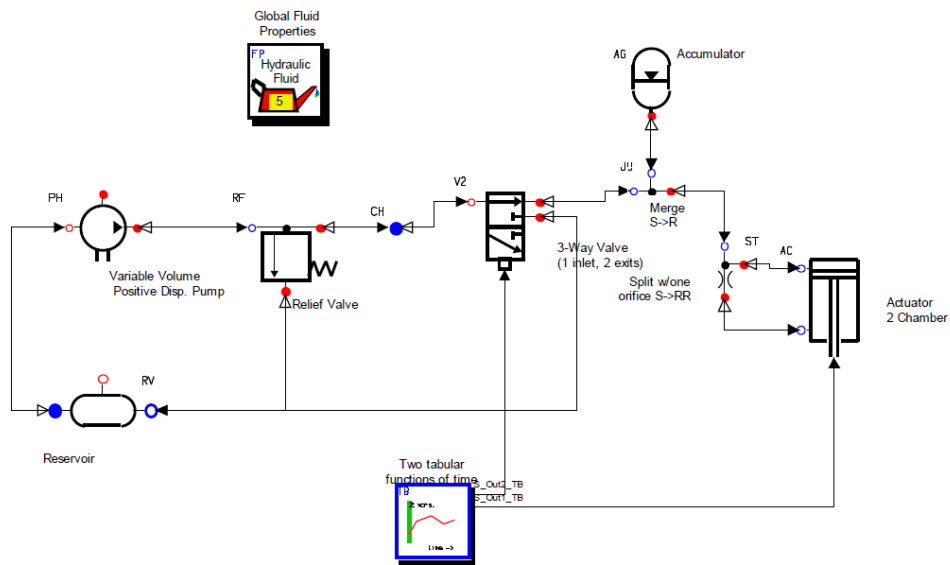 Global Fluid
Properties
FP
Hydraulic
Fluid
5
AG
Accumulator
JU
Merge
S->R
PH
RF
CH
V2
3-Way Valve
(1 inlet, 2 exits)
ST
AC
Split w/one
orifice S->RR
Actuator
2 Chamber
Variable Volume
Positive Disp. Pump
Relief Valve
RV
Reservoir
Two tabular
functions of time
S_Out2_TB
S_Out1_TB
TB
time ->